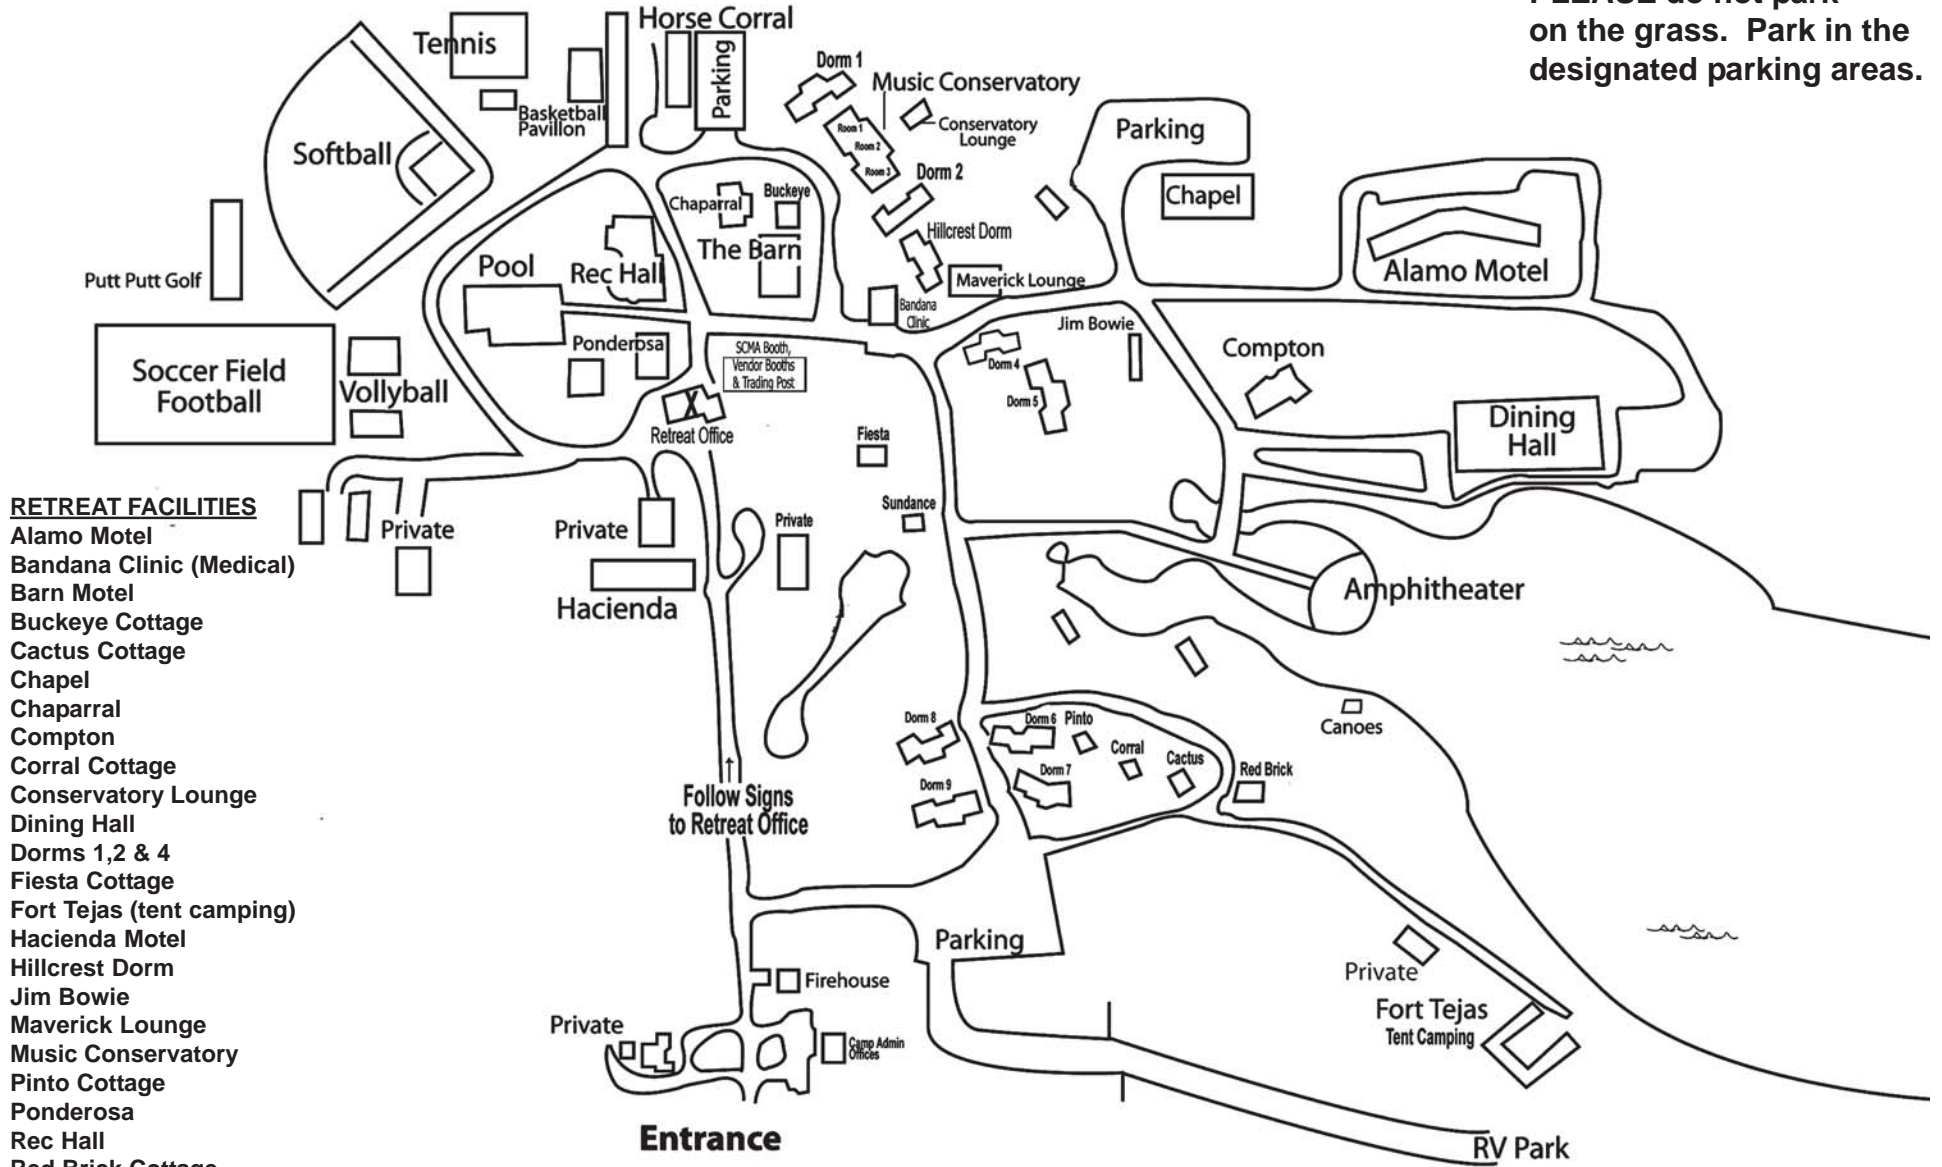 PLEASE do not park
on the grass. Park in the
designated parking areas.
Horse Corral
Tennis
Parking
Dorm 1
Music Conservatory
Basketball
Pavillon
Conservatory
Lounge
Room 1
Room 2
Room 3
Parking
Softball
Dorm 2
Chaparral
Buckeye
Chapel
Hillcrest Dorm
The Barn
Pool
Rec Hall
Alamo Motel
Putt Putt Golf
Maverick Lounge
Bandana
Clinic
Jim Bowie
Ponderosa
SCMA Booth,
Vendor Booths
& Trading Post
Compton
Dorm 4
Soccer Field
Football
Vollyball
Dorm 5
X
Retreat Office
Dining
Hall
Fiesta
Sundance
Private
Private
Private
Hacienda
Amphitheater
Canoes
Dorm 8
Dorm 6
Pinto
Corral
Cactus
Red Brick
Dorm 7
Dorm 9
Follow Signs
to Retreat Office
Parking
Firehouse
Private
Private
Fort Tejas
Tent Camping
Camp Admin
Offices
Entrance
RV Park
RETREAT FACILITIES
Alamo Motel
Bandana Clinic (Medical)
Barn Motel
Buckeye Cottage
Cactus Cottage
Chapel
Chaparral
Compton
Corral Cottage
Conservatory Lounge
Dining Hall
Dorms 1,2 & 4
Fiesta Cottage
Fort Tejas (tent camping)
Hacienda Motel
Hillcrest Dorm
Jim Bowie
Maverick Lounge
Music Conservatory
Pinto Cottage
Ponderosa
Rec Hall
Red Brick Cottage